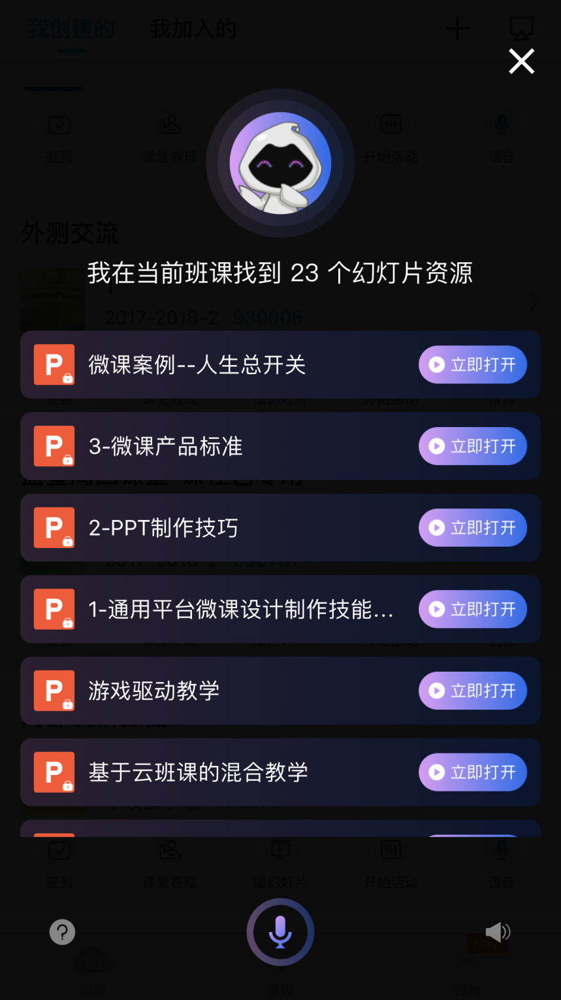 我创建的 我加入的
签到 课堂表现 开始活动 语音
外测交流
我在当前班课找到 23 个幻灯片资源
2017-2018-2 930005
P 微课案例--人生总开关 立即打开
P 3-微课产品标准 立即打开
P 2-PPT制作技巧 立即打开
P 1-通用平台微课设计制作技能... 立即打开
P 游戏驱动教学 立即打开
P 基于云班课的混合教学 立即打开
签到 课堂表现 播幻灯片 开始活动 语音
?
New
发现 我的